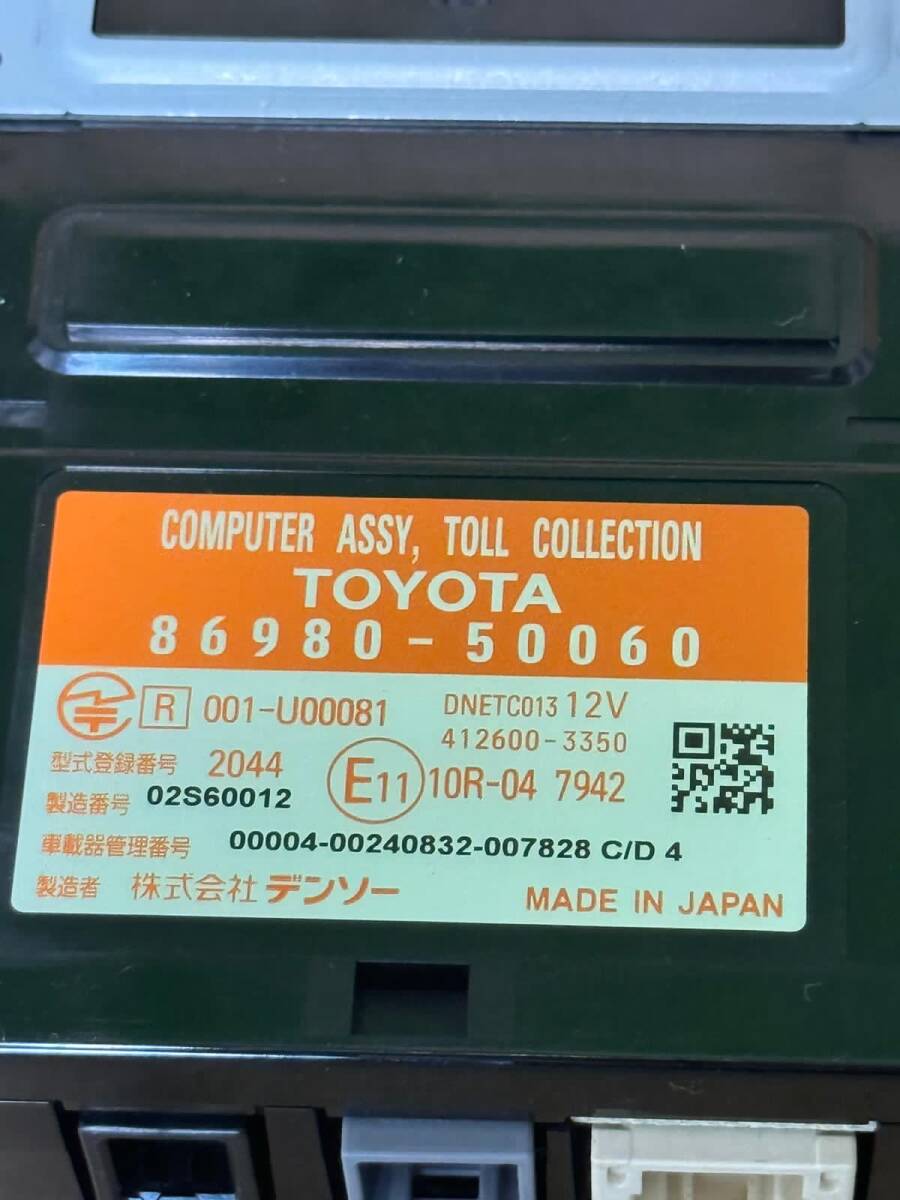 COMPUTER ASSY, TOLL COLLECTION
TOYOTA
86980-50060
R 001-U00081
DNETC013 12V
412600-3350
型式登録番号 2044
E11 10R-04 7942
製造番号 02S60012
車載器管理番号 00004-00240832-007828 C/D 4
製造者 株式会社 デンソー
MADE IN JAPAN